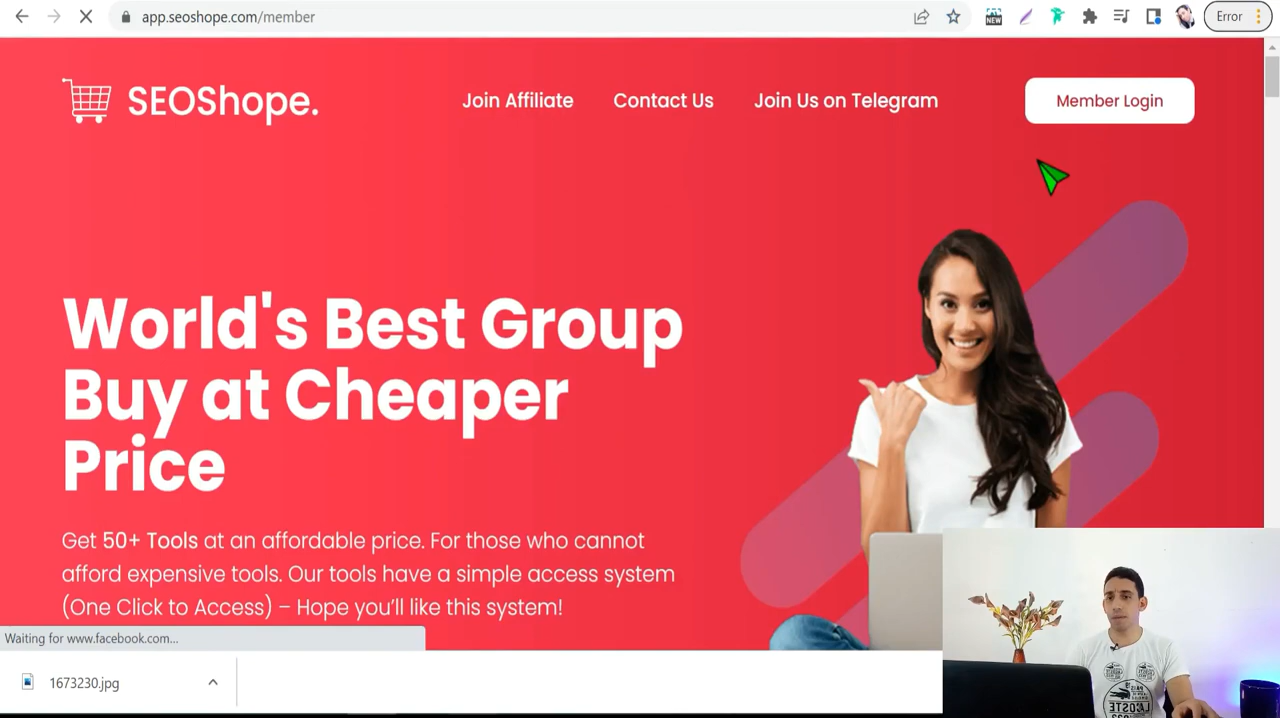 app.seoshope.com/member
NEW
Error
SEOShope.
Join Affiliate
Contact Us
Join Us on Telegram
Member Login
World's Best Group
Buy at Cheaper
Price
Get 50+ Tools at an affordable price. For those who cannot
afford expensive tools. Our tools have a simple access system
(One Click to Access) – Hope you'll like this system!
Waiting for www.facebook.com...
1673230.jpg